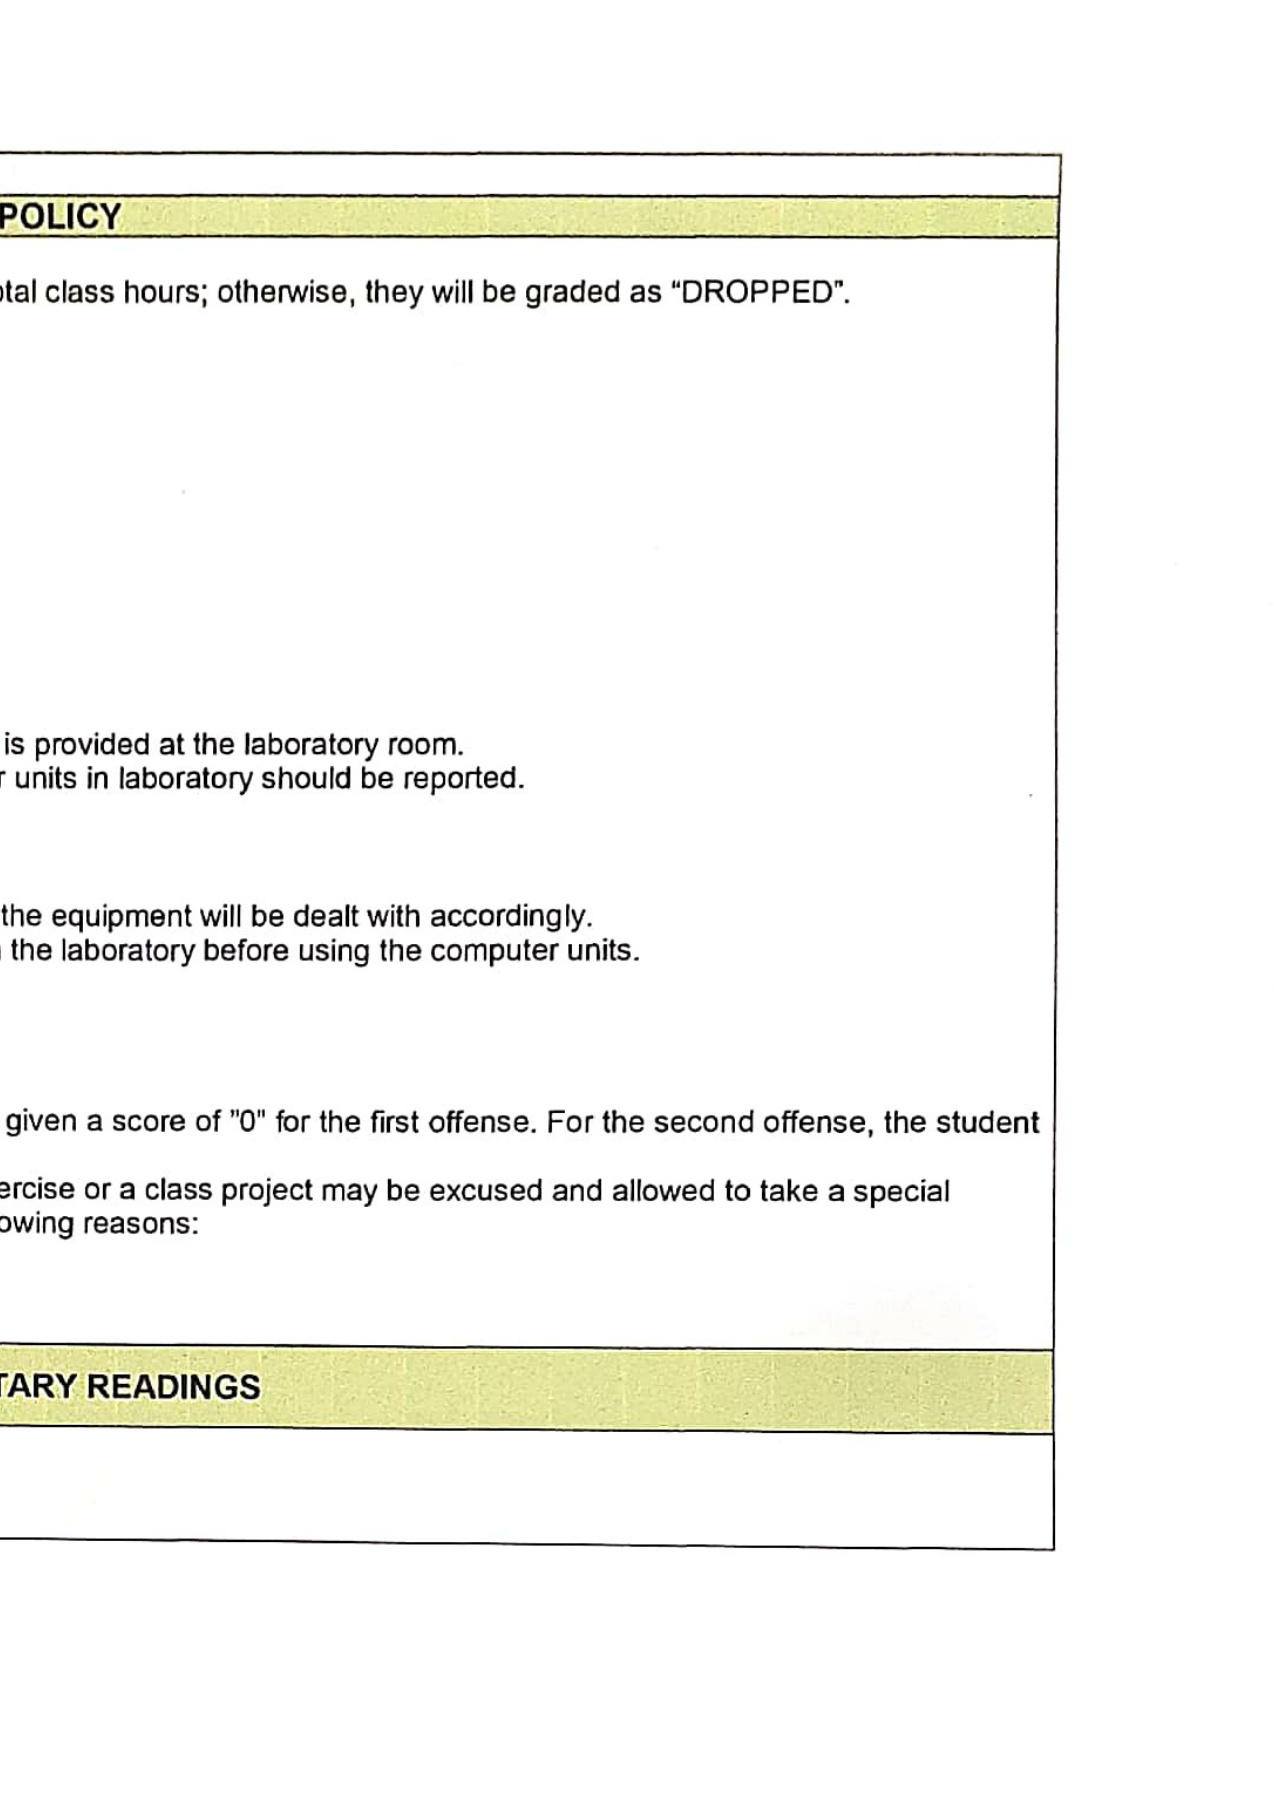 POLICY
otal class hours; otherwise, they will be graded as “DROPPED”.
is provided at the laboratory room.
r units in laboratory should be reported.
the equipment will be dealt with accordingly.
the laboratory before using the computer units.
given a score of "0" for the first offense. For the second offense, the student
ercise or a class project may be excused and allowed to take a special
owing reasons:
TARY READINGS